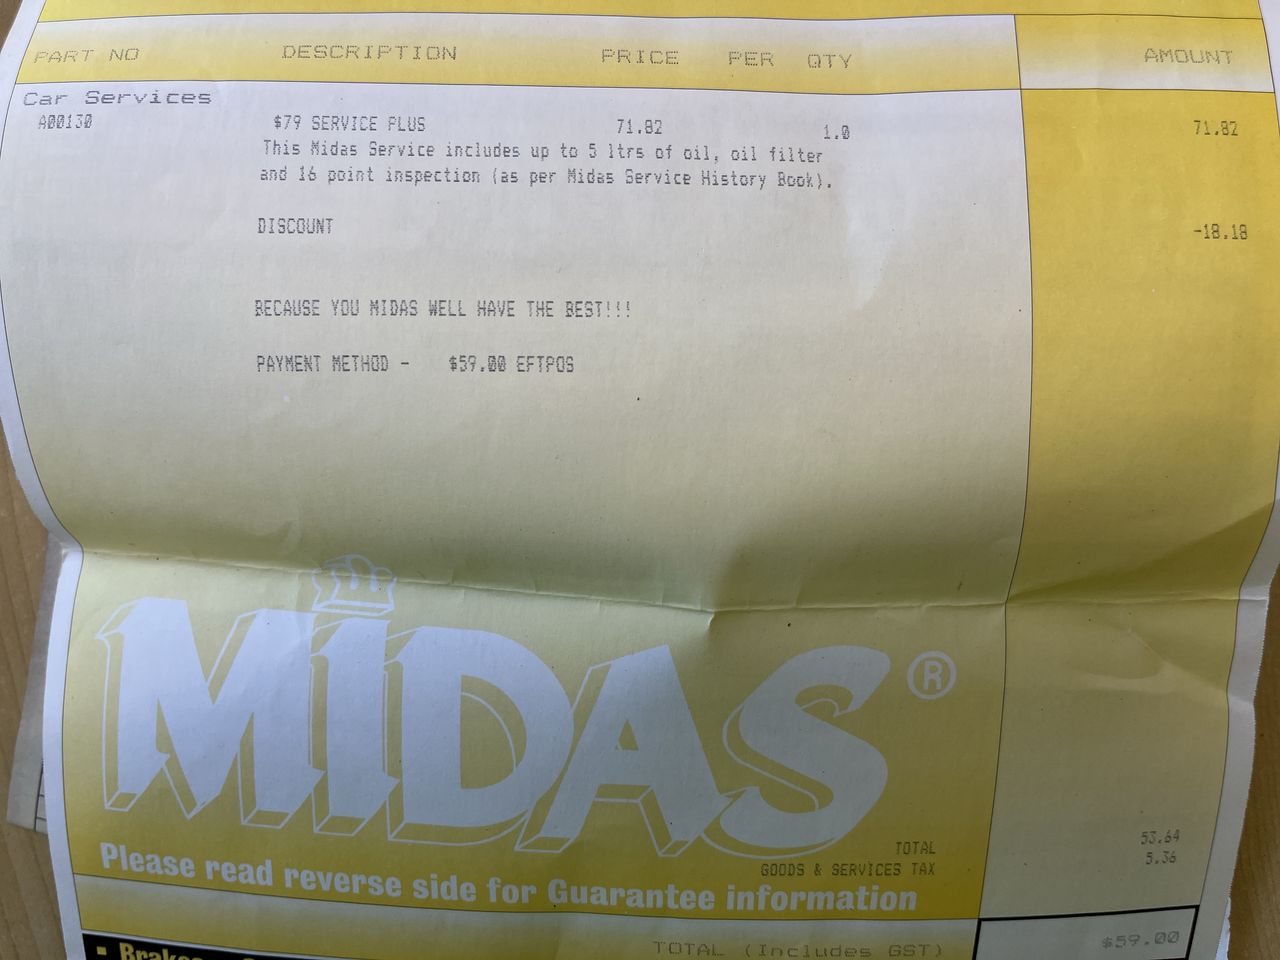 PART NO DESCRIPTION PRICE PER QTY AMOUNT
Car Services
A00130 $79 SERVICE PLUS 71.82 1.0 71.82
This Midas Service includes up to 5 ltrs of oil, oil filter
and 16 point inspection (as per Midas Service History Book).
DISCOUNT -18.18
BECAUSE YOU MIDAS WELL HAVE THE BEST!!!
PAYMENT METHOD - $59.00 EFTPOS
MIDAS ®
TOTAL 53.64
GOODS & SERVICES TAX 5.36
Please read reverse side for Guarantee information
TOTAL (Includes GST) $59.00